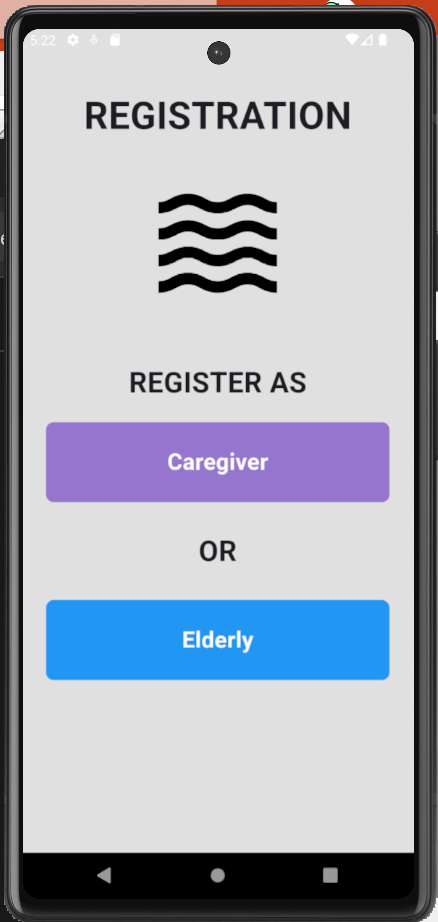 5:22
REGISTRATION
REGISTER AS
Caregiver
OR
Elderly